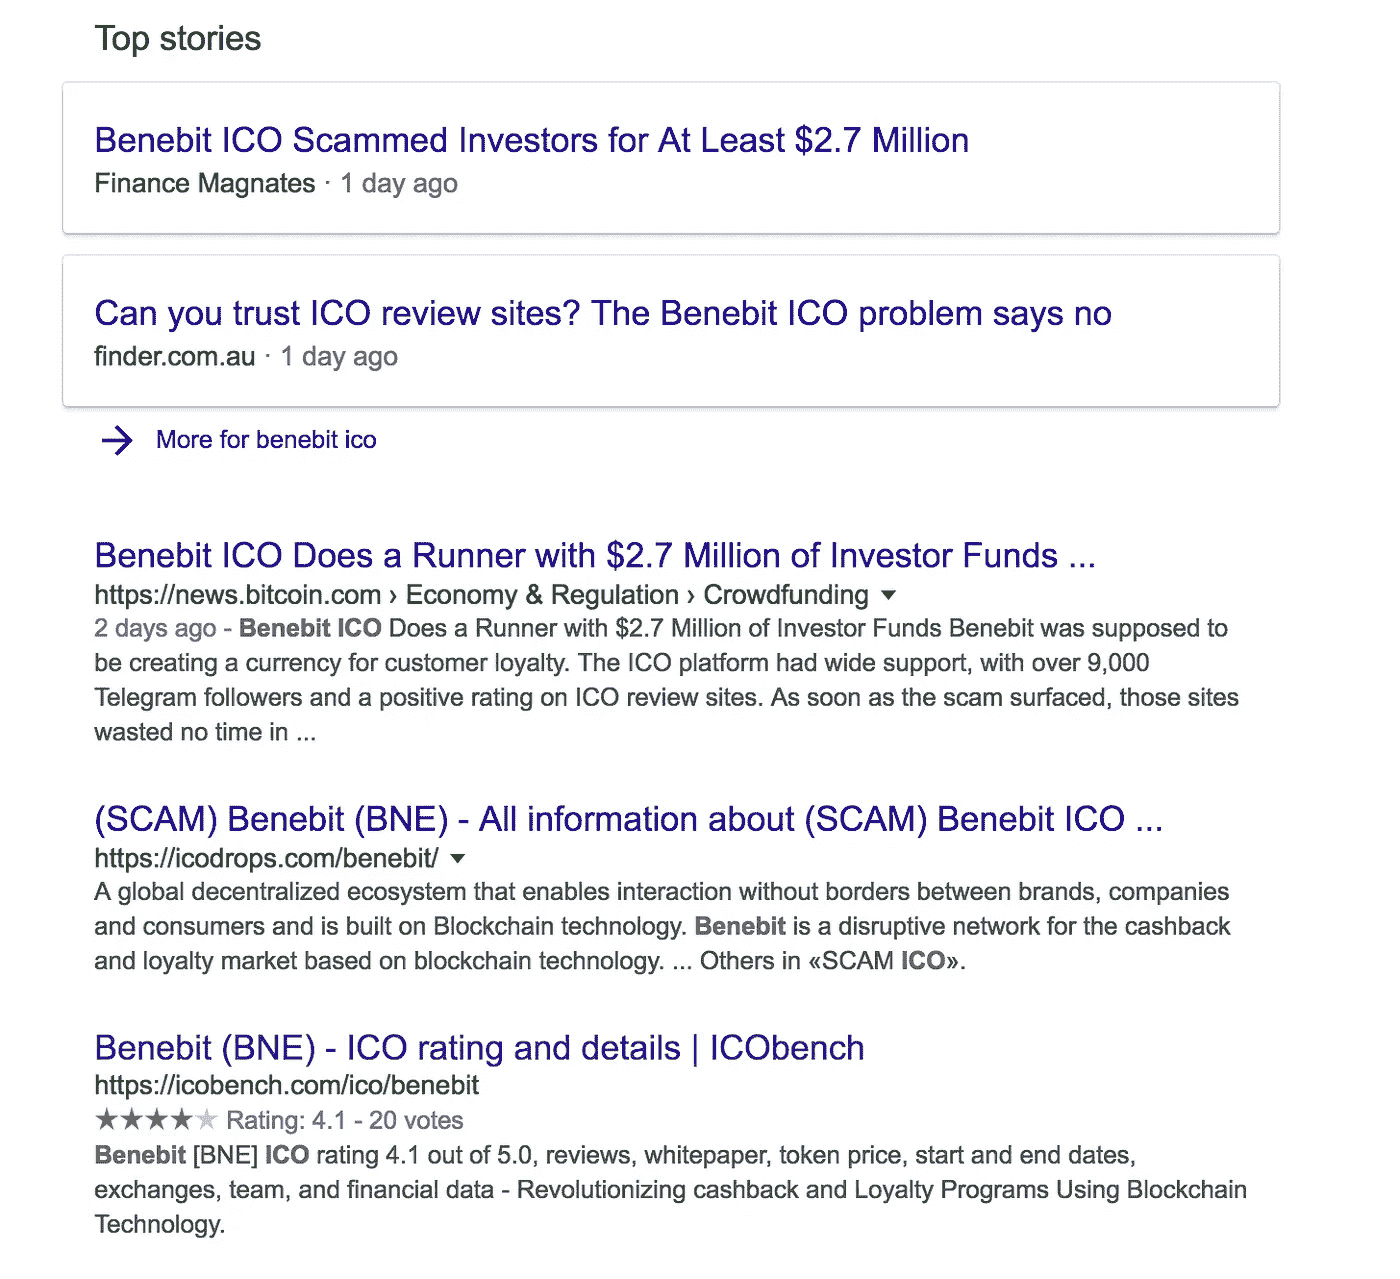 Top stories
Benebit ICO Scammed Investors for At Least $2.7 Million
Finance Magnates · 1 day ago
Can you trust ICO review sites? The Benebit ICO problem says no
finder.com.au · 1 day ago
More for benebit ico
Benebit ICO Does a Runner with $2.7 Million of Investor Funds ...
https://news.bitcoin.com › Economy & Regulation › Crowdfunding
2 days ago - Benebit ICO Does a Runner with $2.7 Million of Investor Funds Benebit was supposed to
be creating a currency for customer loyalty. The ICO platform had wide support, with over 9,000
Telegram followers and a positive rating on ICO review sites. As soon as the scam surfaced, those sites
wasted no time in ...
(SCAM) Benebit (BNE) - All information about (SCAM) Benebit ICO ...
https://icodrops.com/benebit/
A global decentralized ecosystem that enables interaction without borders between brands, companies
and consumers and is built on Blockchain technology. Benebit is a disruptive network for the cashback
and loyalty market based on blockchain technology. ... Others in «SCAM ICO».
Benebit (BNE) - ICO rating and details | ICObench
https://icobench.com/ico/benebit
Rating: 4.1 - 20 votes
Benebit [BNE] ICO rating 4.1 out of 5.0, reviews, whitepaper, token price, start and end dates,
exchanges, team, and financial data - Revolutionizing cashback and Loyalty Programs Using Blockchain
Technology.